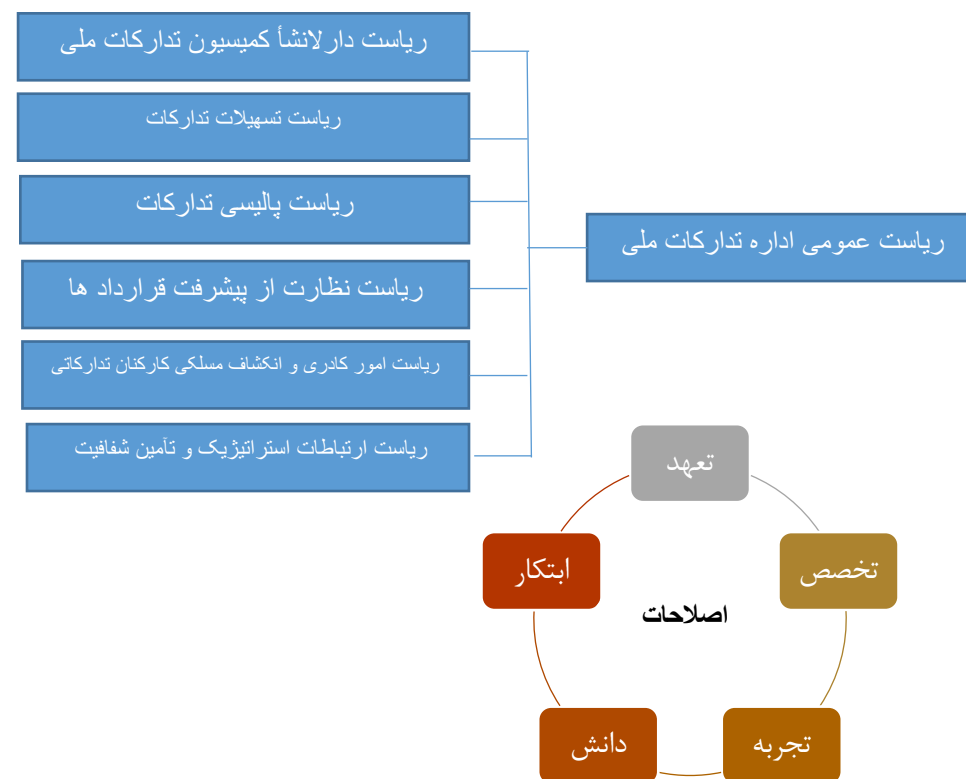 ریاست دارلانشأ کمیسیون تدارکات ملی
ریاست تسهیلات تدارکات
ریاست پالیسی تدارکات
ریاست عمومی اداره تدارکات ملی
ریاست نظارت از پیشرفت قرارداد ها
ریاست امور کادری و انکشاف مسلکی کارکنان تدارکاتی
ریاست ارتباطات استراتیژیک و تآمین شفافیت
تعهد
تخصص
ابتکار
اصلاحات
تجربه
دانش